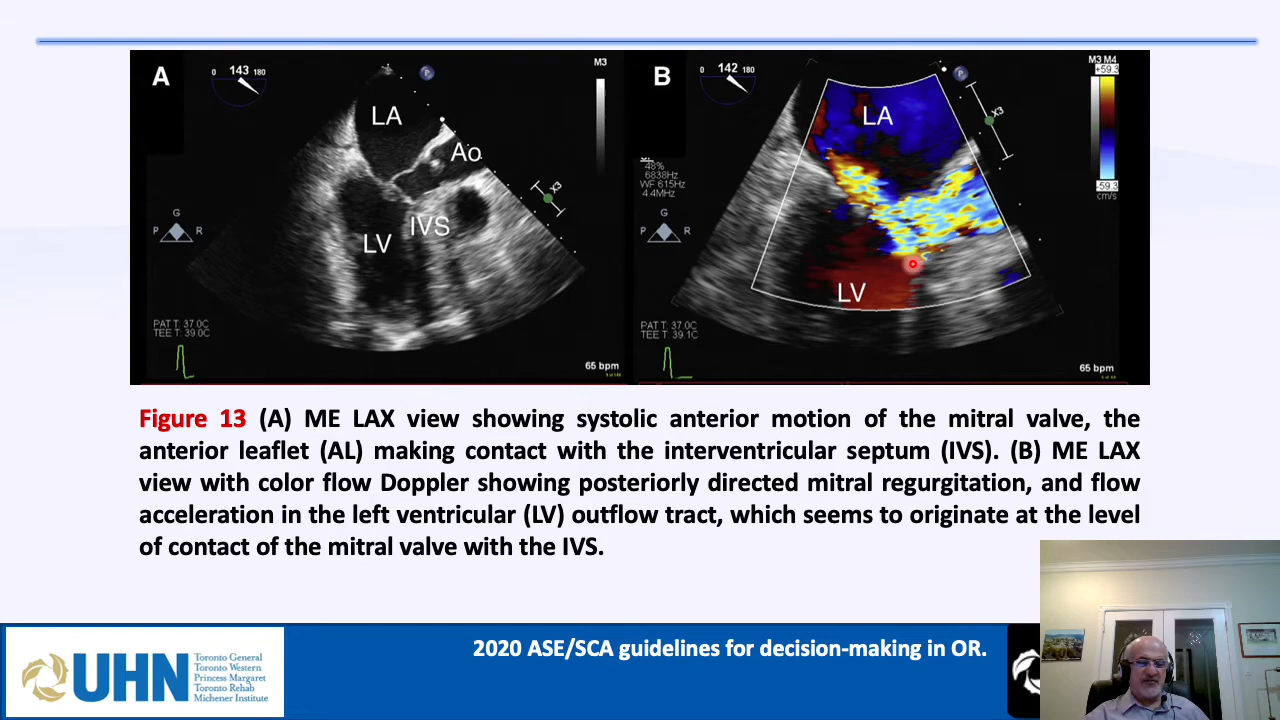 A
0 143 180
P
M3
LA
Ao
IVS
LV
X3
G
P R
PAT T: 37.0C
TEE T: 39.0C
65 bpm
B
0 142 180
P
M3 M4
+59.3
-59.3
cm/s
LA
LV
X3
48%
6838Hz
WF 615Hz
4.4MHz
G
P R
PAT T: 37.0C
TEE T: 39.1C
65 bpm
Figure 13 (A) ME LAX view showing systolic anterior motion of the mitral valve, the
anterior leaflet (AL) making contact with the interventricular septum (IVS). (B) ME LAX
view with color flow Doppler showing posteriorly directed mitral regurgitation, and flow
acceleration in the left ventricular (LV) outflow tract, which seems to originate at the level
of contact of the mitral valve with the IVS.
UHN
Toronto General
Toronto Western
Princess Margaret
Toronto Rehab
Michener Institute
2020 ASE/SCA guidelines for decision-making in OR.